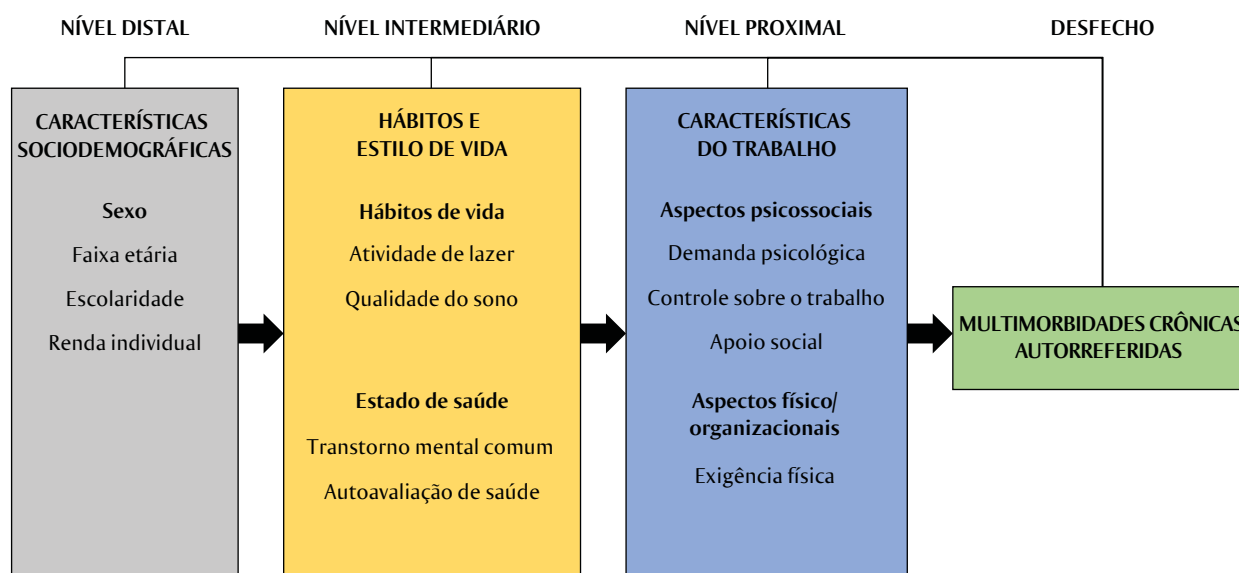 NÍVEL DISTAL
NÍVEL INTERMEDIÁRIO
NÍVEL PROXIMAL
DESFECHO
CARACTERÍSTICAS
SOCIODEMOGRÁFICAS
Sexo
Faixa etária
Escolaridade
Renda individual
HÁBITOS E
ESTILO DE VIDA
Hábitos de vida
Atividade de lazer
Qualidade do sono
Estado de saúde
Transtorno mental comum
Autoavaliação de saúde
CARACTERÍSTICAS
DO TRABALHO
Aspectos psicossociais
Demanda psicológica
Controle sobre o trabalho
Apoio social
Aspectos físico/
organizacionais
Exigência física
MULTIMORBIDADES CRÔNICAS
AUTORREFERIDAS